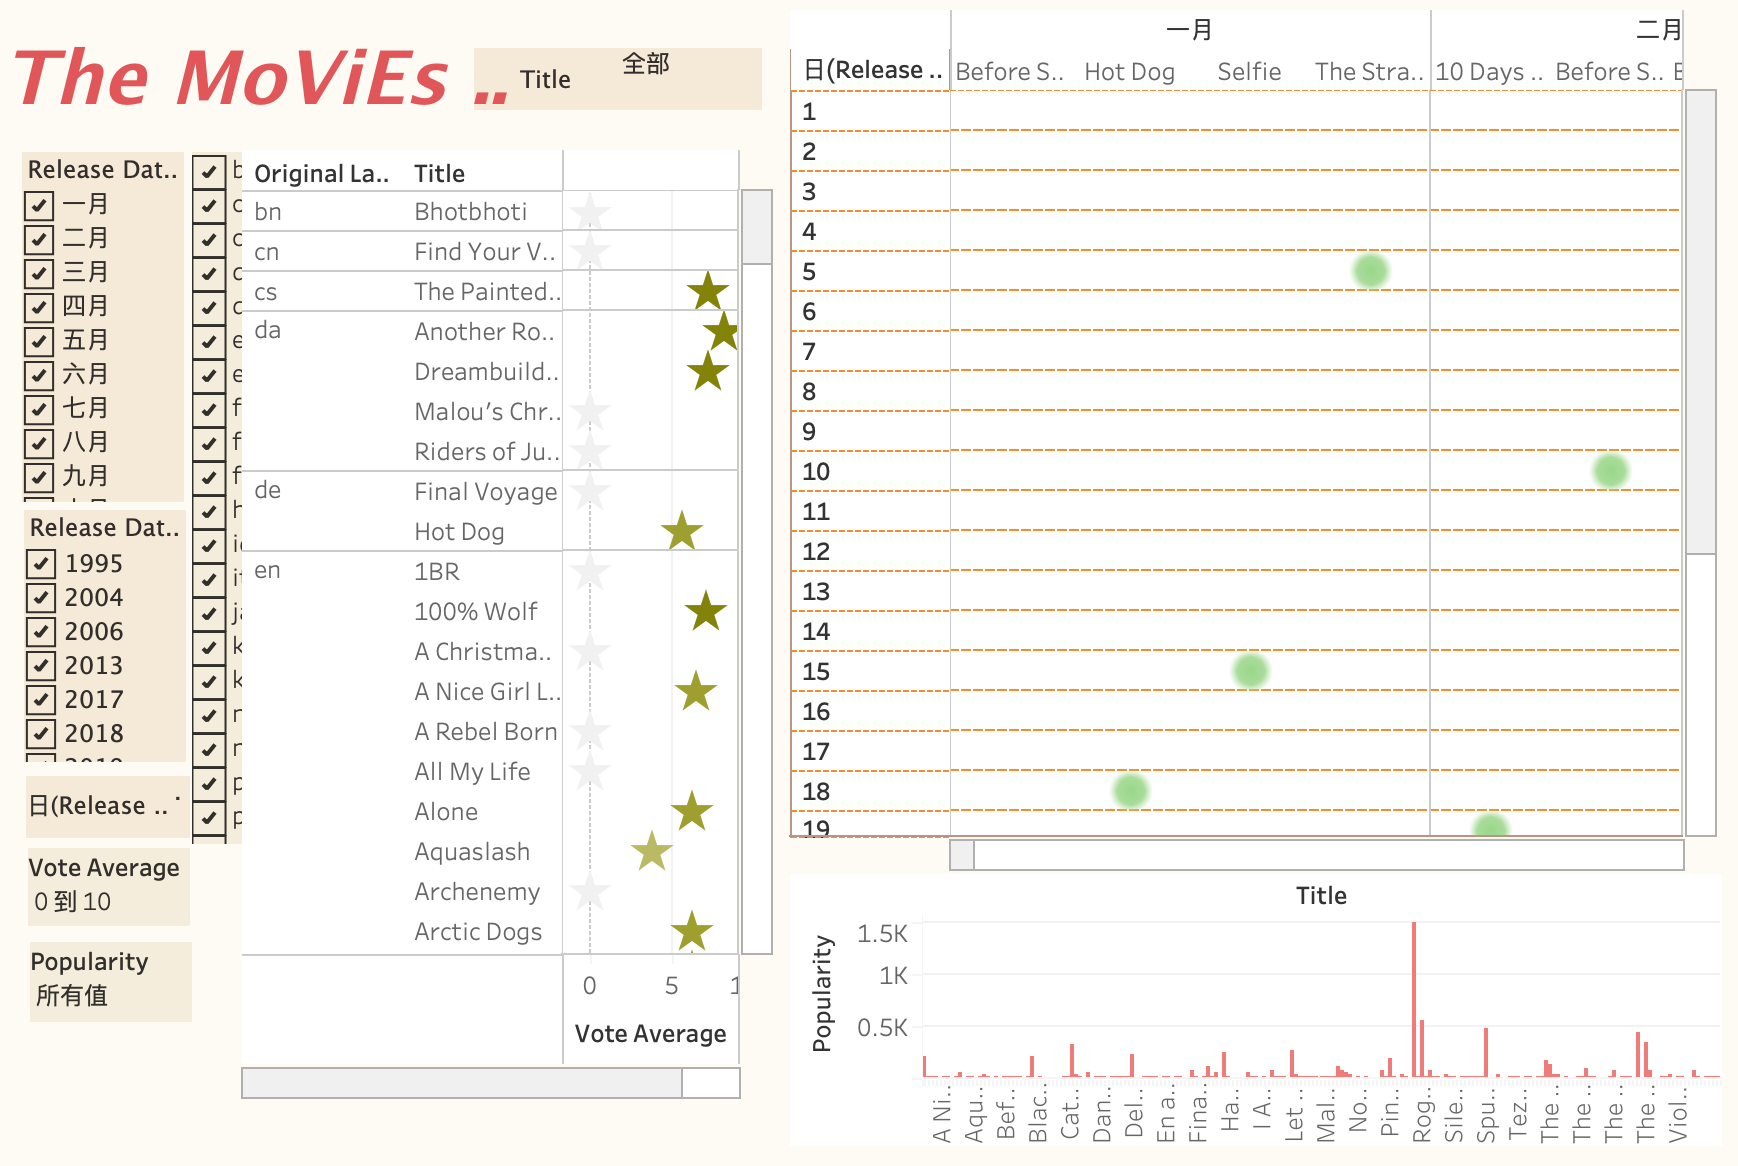 The MoViEs ..
Title
全部
Release Dat..
一月
二月
三月
四月
五月
六月
七月
八月
九月
Release Dat..
1995
2004
2006
2013
2017
2018
日(Release ..
Vote Average
0 到 10
Popularity
所有值
Original La.. Title
bn Bhotbhoti
cn Find Your V..
cs The Painted..
da Another Ro..
Dreambuild..
Malou's Chr..
Riders of Ju..
de Final Voyage
Hot Dog
en 1BR
100% Wolf
A Christma..
A Nice Girl L..
A Rebel Born
All My Life
Alone
Aquaslash
Archenemy
Arctic Dogs
0 5
Vote Average
一月 二月
日(Release .. Before S.. Hot Dog Selfie The Stra.. 10 Days .. Before S..
1
2
3
4
5
6
7
8
9
10
11
12
13
14
15
16
17
18
19
Title
Popularity
1.5K
1K
0.5K
A Ni..
Aqu..
Bef..
Blac..
Cat..
Dan..
Del..
En a..
Fina..
Ha..
I A..
Let ..
Mal..
No..
Pin..
Rog..
Sile..
Spu..
Tez..
The ..
The ..
The ..
The ..
Viol..